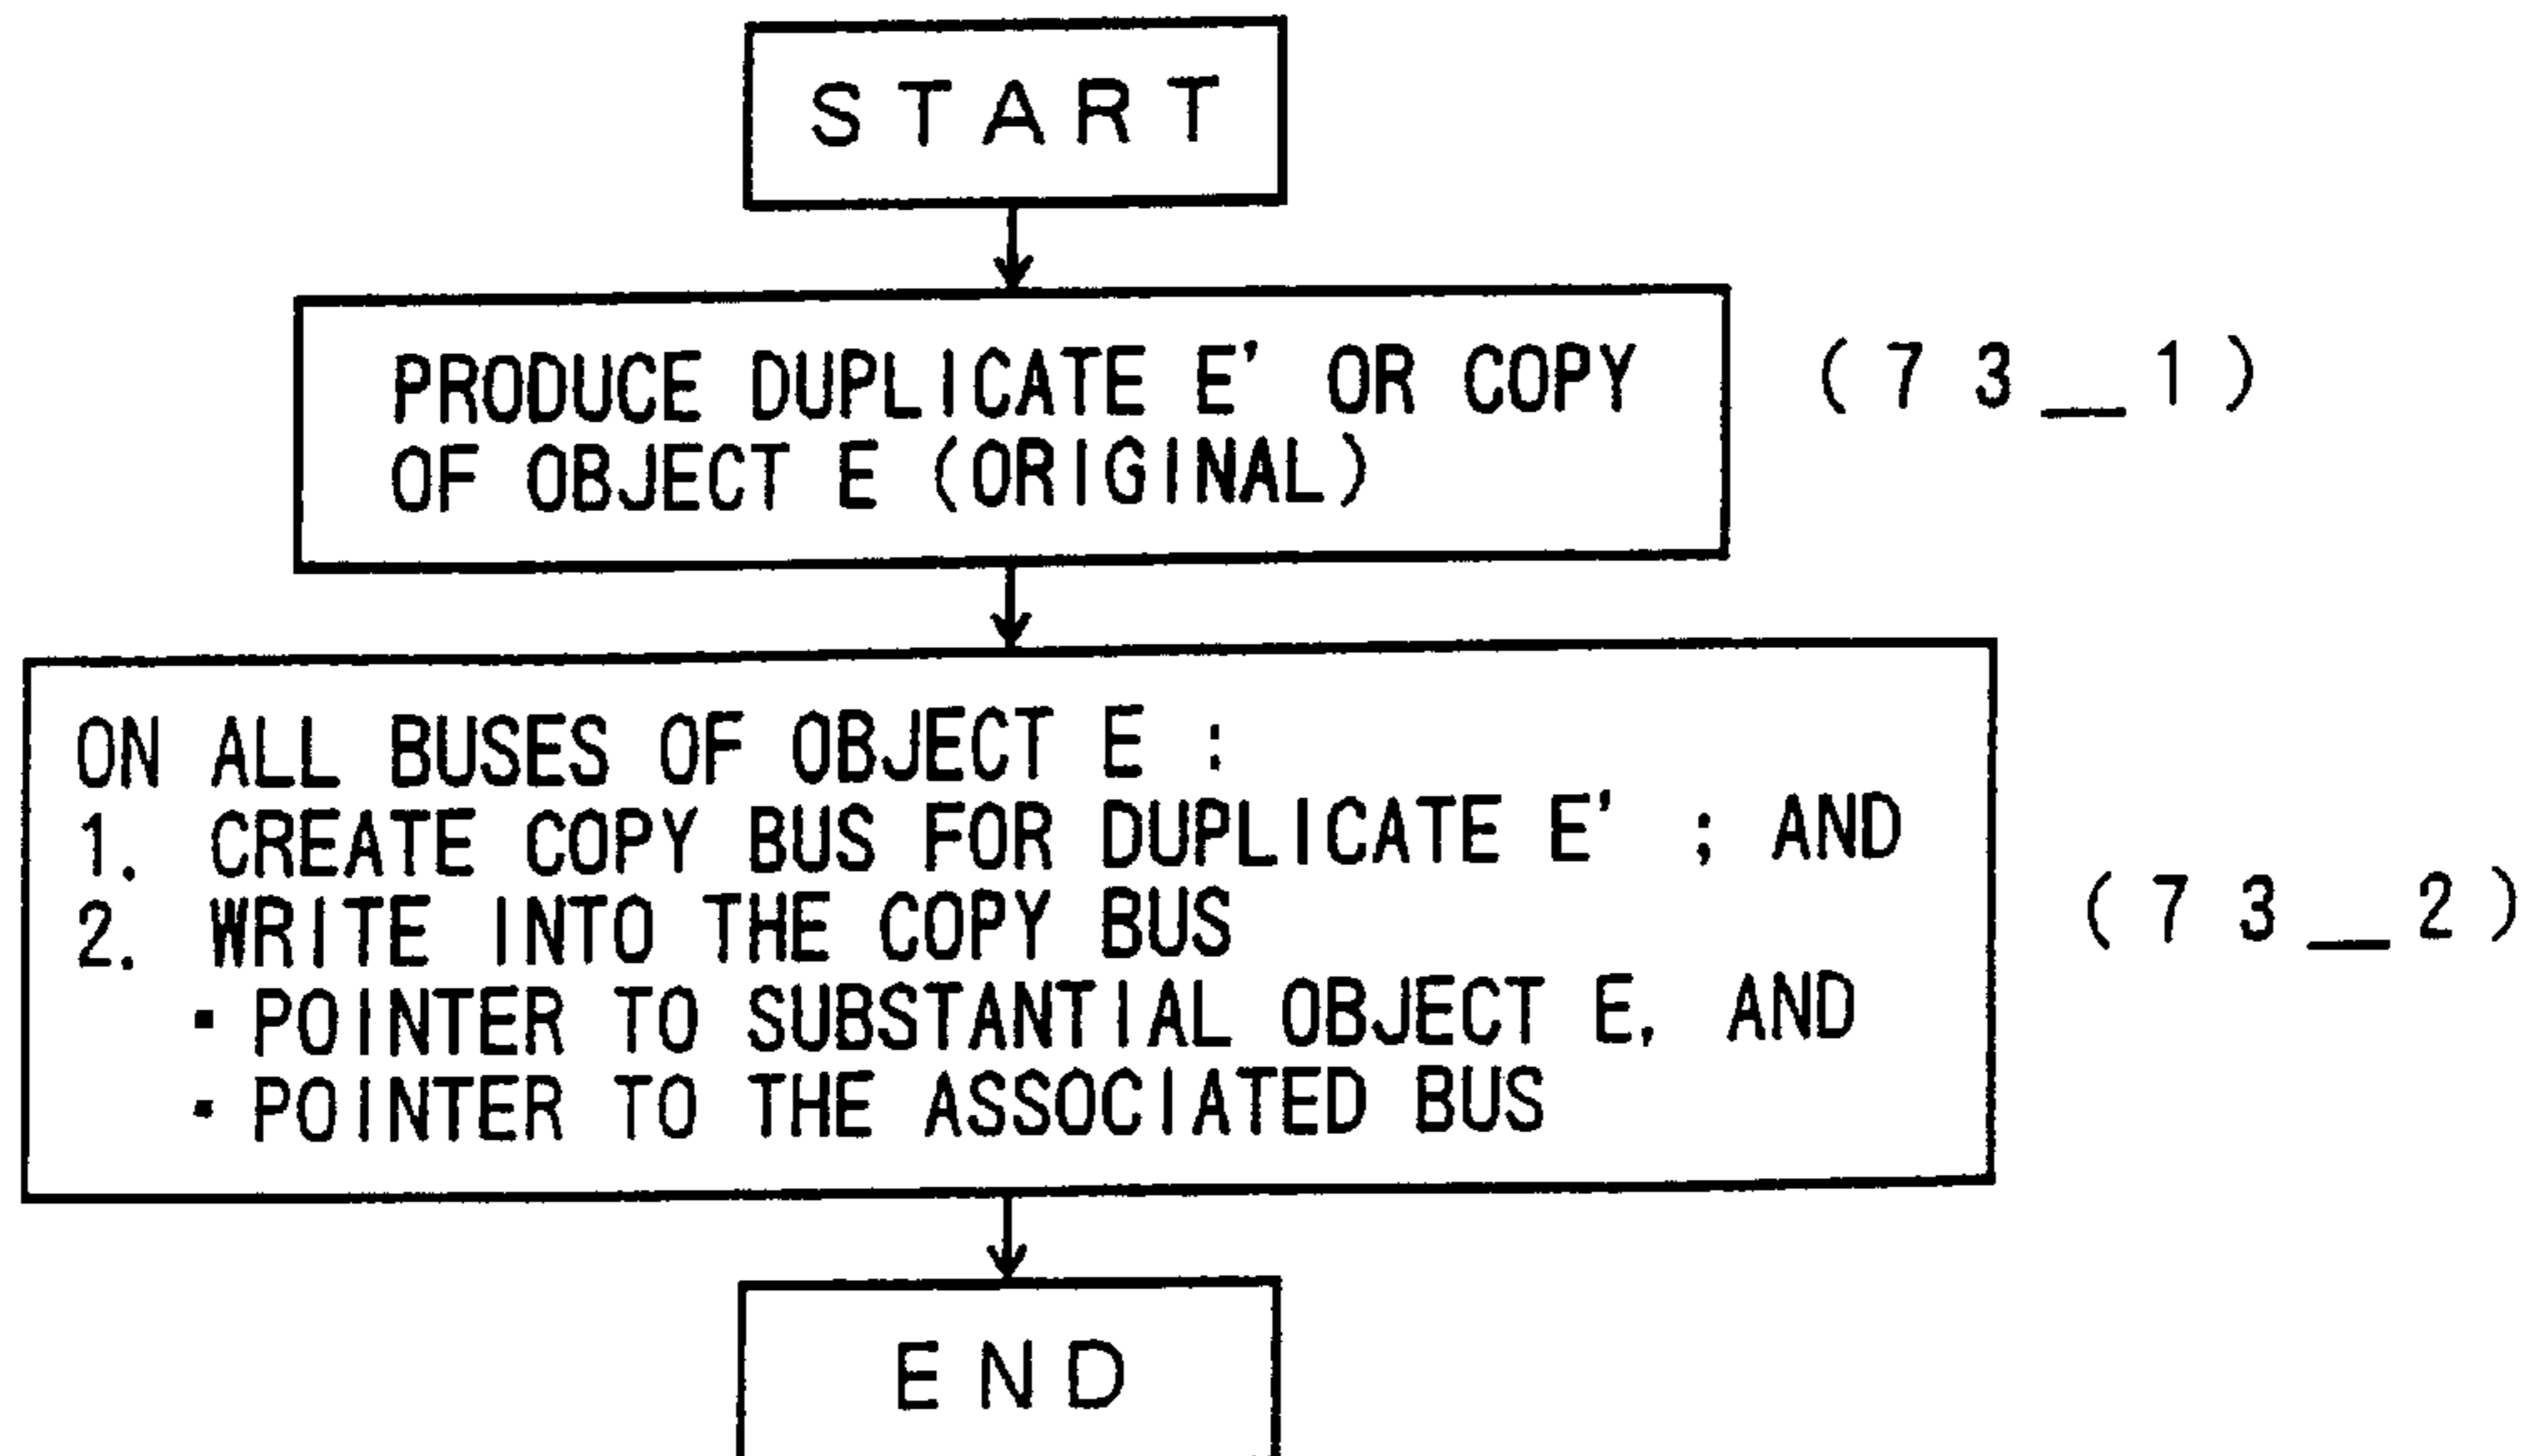 START
PRODUCE DUPLICATE E' OR COPY
OF OBJECT E (ORIGINAL)
(73_1)
ON ALL BUSES OF OBJECT E :
1. CREATE COPY BUS FOR DUPLICATE E' ; AND
2. WRITE INTO THE COPY BUS
▪ POINTER TO SUBSTANTIAL OBJECT E, AND
▪ POINTER TO THE ASSOCIATED BUS
(73_2)
END